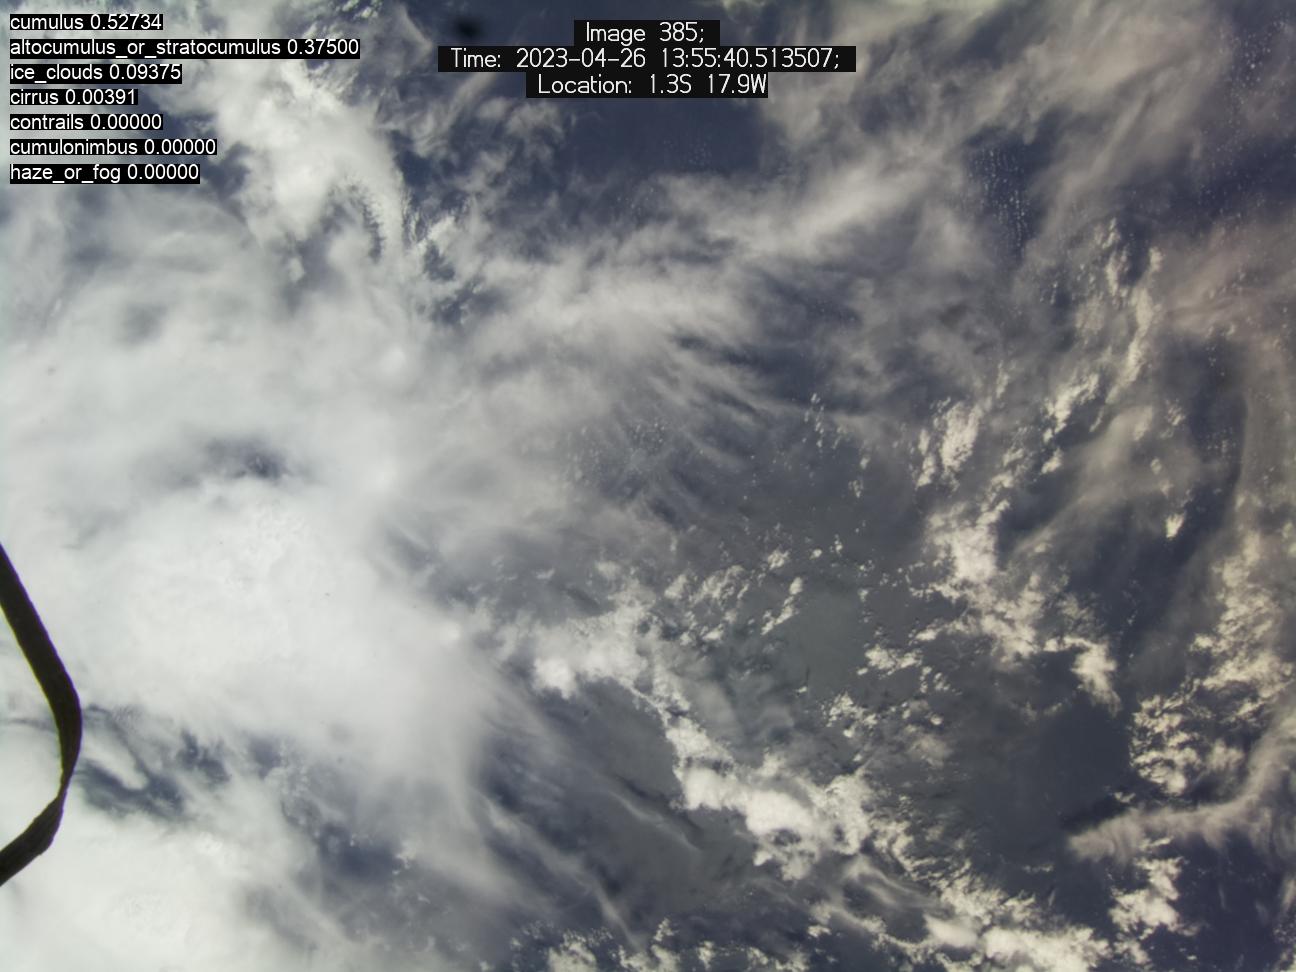 cumulus 0.52734
altocumulus_or_stratocumulus 0.37500
ice_clouds 0.09375
cirrus 0.00391
contrails 0.00000
cumulonimbus 0.00000
haze_or_fog 0.00000
Image 385;
Time: 2023-04-26 13:55:40.513507;
Location: 1.3S 17.9W